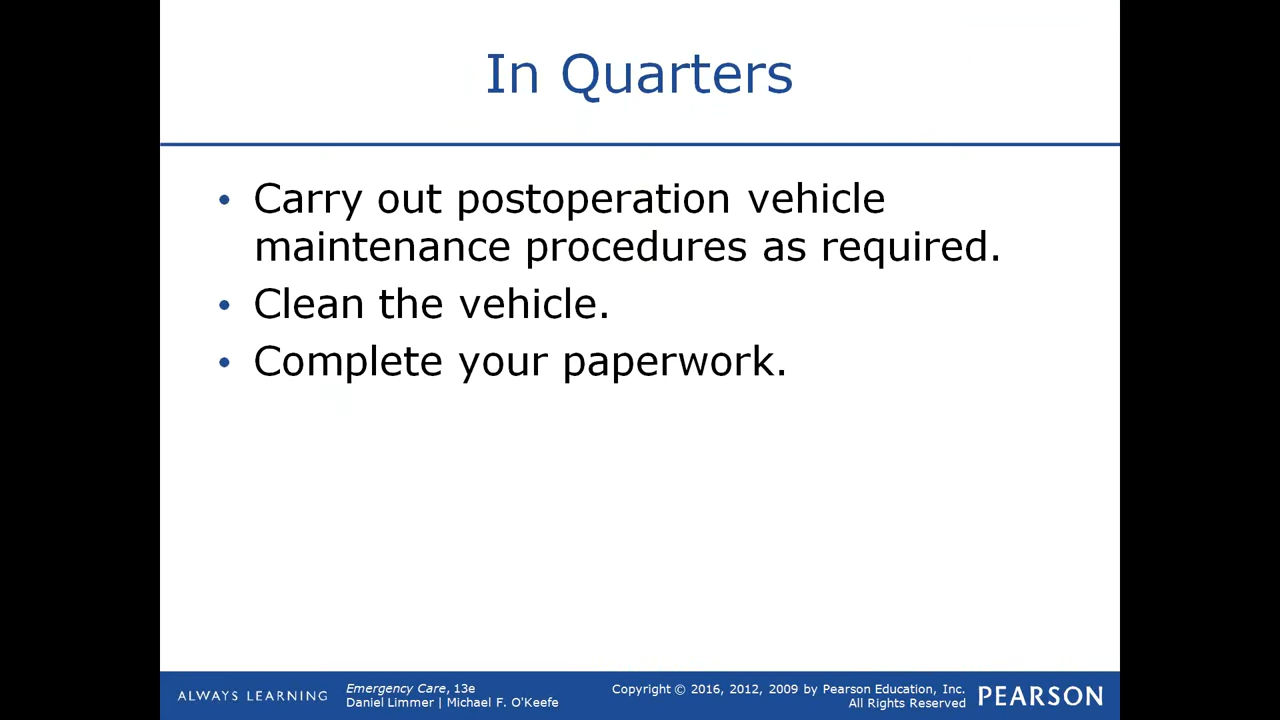 In Quarters
• Carry out postoperation vehicle
maintenance procedures as required.
• Clean the vehicle.
• Complete your paperwork.
ALWAYS LEARNING
Emergency Care, 13e
Daniel Limmer | Michael F. O'Keefe
Copyright © 2016, 2012, 2009 by Pearson Education, Inc.
All Rights Reserved
PEARSON